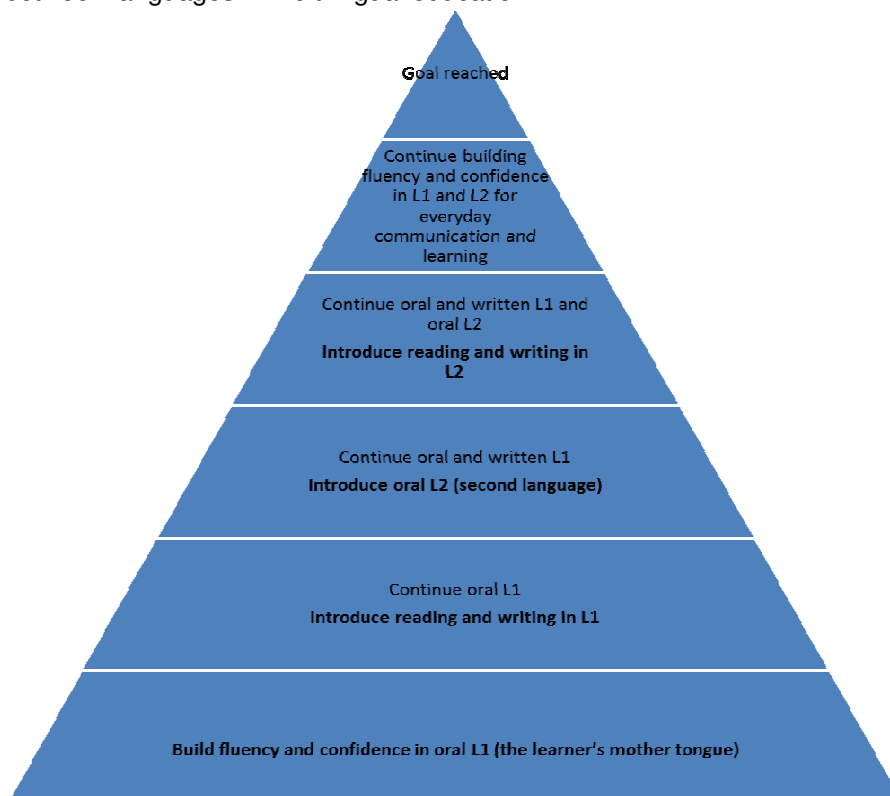 Goal reached
Continue building
fluency and confidence
in L1 and L2 for
everyday
communication and
learning
Continue oral and written L1 and
oral L2
Introduce reading and writing in
L2
Continue oral and written L1
Introduce oral L2 (second language)
Continue oral L1
Introduce reading and writing in L1
Build fluency and confidence in oral L1 (the learner's mother tongue)